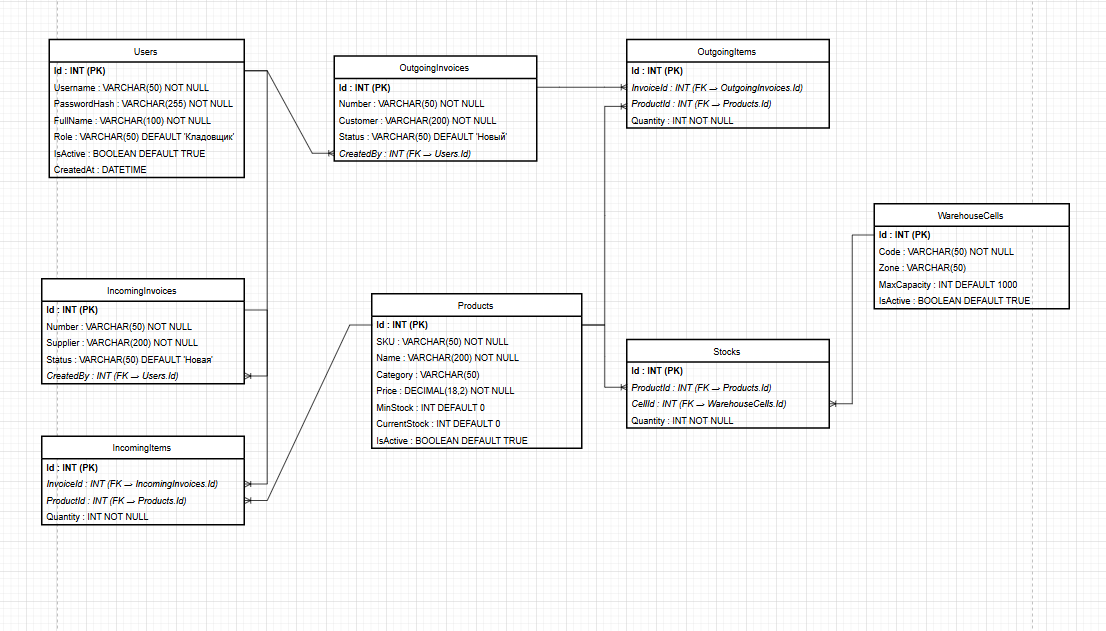 Users
Id : INT (PK)
Username : VARCHAR(50) NOT NULL
PasswordHash : VARCHAR(255) NOT NULL
FullName : VARCHAR(100) NOT NULL
Role : VARCHAR(50) DEFAULT 'Кладовщик'
IsActive : BOOLEAN DEFAULT TRUE
CreatedAt : DATETIME
OutgoingInvoices
Id : INT (PK)
Number : VARCHAR(50) NOT NULL
Customer : VARCHAR(200) NOT NULL
Status : VARCHAR(50) DEFAULT 'Новый'
CreatedBy : INT (FK → Users.Id)
OutgoingItems
Id : INT (PK)
InvoiceId : INT (FK → OutgoingInvoices.Id)
ProductId : INT (FK → Products.Id)
Quantity : INT NOT NULL
WarehouseCells
Id : INT (PK)
Code : VARCHAR(50) NOT NULL
Zone : VARCHAR(50)
MaxCapacity : INT DEFAULT 1000
IsActive : BOOLEAN DEFAULT TRUE
IncomingInvoices
Id : INT (PK)
Number : VARCHAR(50) NOT NULL
Supplier : VARCHAR(200) NOT NULL
Status : VARCHAR(50) DEFAULT 'Новая'
CreatedBy : INT (FK → Users.Id)
Products
Id : INT (PK)
SKU : VARCHAR(50) NOT NULL
Name : VARCHAR(200) NOT NULL
Category : VARCHAR(50)
Price : DECIMAL(18,2) NOT NULL
MinStock : INT DEFAULT 0
CurrentStock : INT DEFAULT 0
IsActive : BOOLEAN DEFAULT TRUE
Stocks
Id : INT (PK)
ProductId : INT (FK → Products.Id)
CellId : INT (FK → WarehouseCells.Id)
Quantity : INT NOT NULL
IncomingItems
Id : INT (PK)
InvoiceId : INT (FK → IncomingInvoices.Id)
ProductId : INT (FK → Products.Id)
Quantity : INT NOT NULL